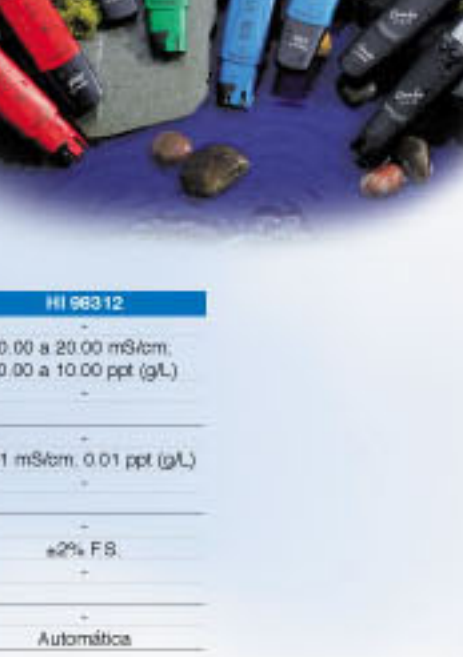 HI 98312
-
0.00 a 20.00 mS/cm;
0.00 a 10.00 ppt (g/L)
-
-
1 mS/cm. 0.01 ppt (g/L)
-
-
±2% F.S.
-
-
Automática